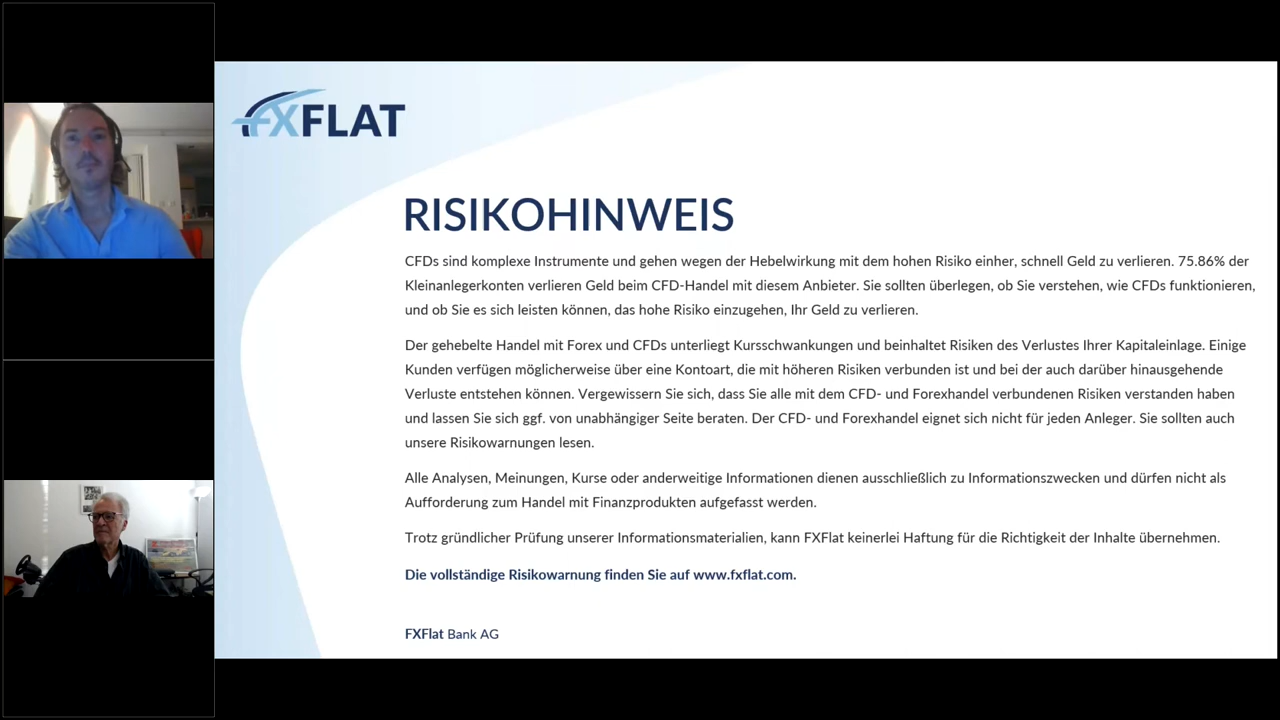 FXFLAT
RISIKOHINWEIS
CFDs sind komplexe Instrumente und gehen wegen der Hebelwirkung mit dem hohen Risiko einher, schnell Geld zu verlieren. 75.86% der
Kleinanlegerkonten verlieren Geld beim CFD-Handel mit diesem Anbieter. Sie sollten überlegen, ob Sie verstehen, wie CFDs funktionieren,
und ob Sie es sich leisten können, das hohe Risiko einzugehen, Ihr Geld zu verlieren.
Der gehebelte Handel mit Forex und CFDs unterliegt Kursschwankungen und beinhaltet Risiken des Verlustes Ihrer Kapitaleinlage. Einige
Kunden verfügen möglicherweise über eine Kontoart, die mit höheren Risiken verbunden ist und bei der auch darüber hinausgehende
Verluste entstehen können. Vergewissern Sie sich, dass Sie alle mit dem CFD- und Forexhandel verbundenen Risiken verstanden haben
und lassen Sie sich ggf. von unabhängiger Seite beraten. Der CFD- und Forexhandel eignet sich nicht für jeden Anleger. Sie sollten auch
unsere Risikowarnungen lesen.
Alle Analysen, Meinungen, Kurse oder anderweitige Informationen dienen ausschließlich zu Informationszwecken und dürfen nicht als
Aufforderung zum Handel mit Finanzprodukten aufgefasst werden.
Trotz gründlicher Prüfung unserer Informationsmaterialien, kann FXFlat keinerlei Haftung für die Richtigkeit der Inhalte übernehmen.
Die vollständige Risikowarnung finden Sie auf www.fxflat.com.
FXFlat Bank AG